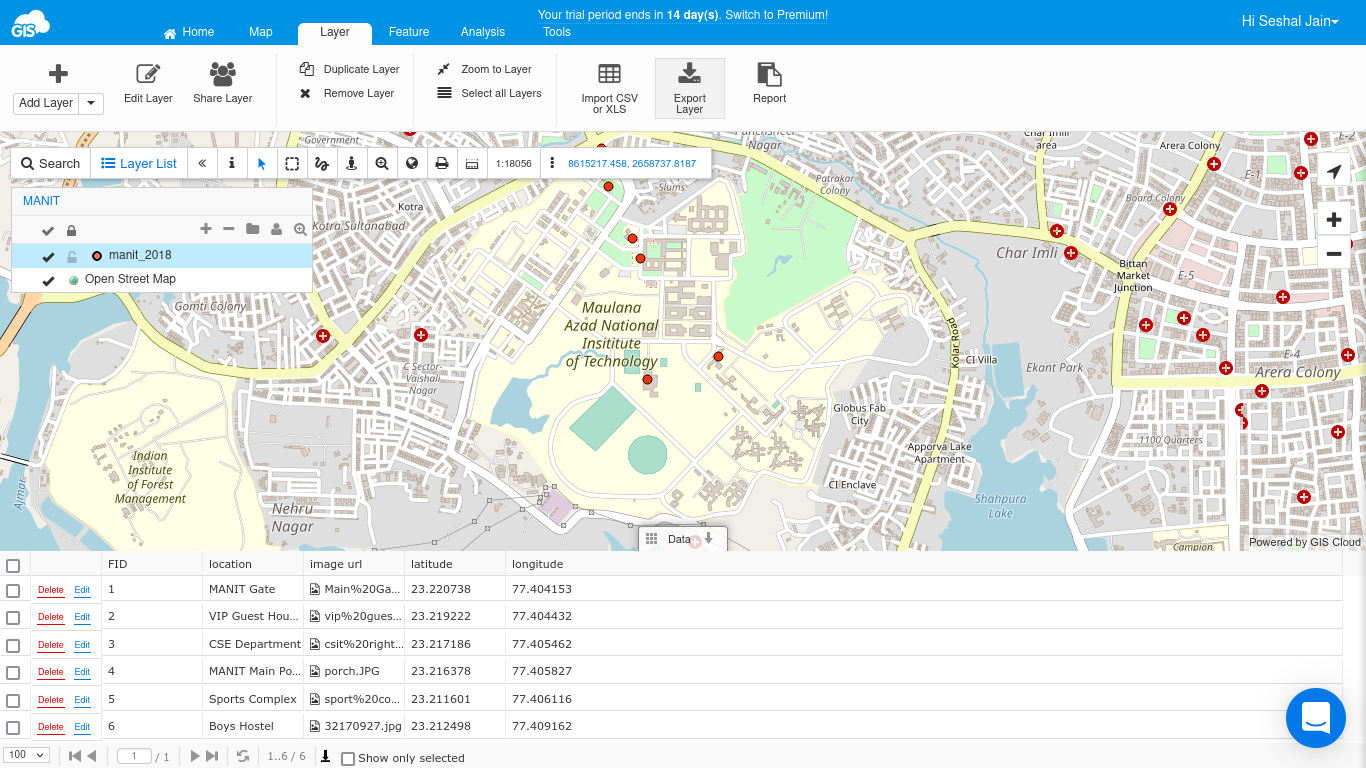 Your trial period ends in 14 day(s). Switch to Premium!
Hi Seshal Jain
GIS
Home
Map
Layer
Feature
Analysis
Tools
Add Layer
Edit Layer
Share Layer
Duplicate Layer
Remove Layer
Zoom to Layer
Select all Layers
Import CSV
or XLS
Export
Layer
Report
Search
Layer List
1:18056
8615217.458, 2658737.8187
MANIT
manit_2018
Open Street Map
Government
Nagar
Slums
Patrakar
Colony
Char Imli
area
Arera Colony
E-2
E-1
Board Colony
Kotra
Kotra Sultanabad
Char Imli
Bittan
Market
Junction
E-5
Gomti Colony
Maulana
Azad National
Insititute
of Technology
C Sector-
Vaishali
Nagar
Kolar Road
CI Villa
Ekant Park
E-4
Arera Colony
Globus Fab
City
1100 Quarters
Apporva Lake
Apartment
Indian
Institute
of Forest
Management
CI Enclave
Shahpura
Lake
Nehru
Nagar
Campion
Data
Powered by GIS Cloud
FID location image url latitude longitude
Delete Edit 1 MANIT Gate Main%20Ga... 23.220738 77.404153
Delete Edit 2 VIP Guest Hou... vip%20gues... 23.219222 77.404432
Delete Edit 3 CSE Department csit%20right... 23.217186 77.405462
Delete Edit 4 MANIT Main Po... porch.JPG 23.216378 77.405827
Delete Edit 5 Sports Complex sport%20co... 23.211601 77.406116
Delete Edit 6 Boys Hostel 32170927.jpg 23.212498 77.409162
100
1 / 1
1..6 / 6
Show only selected